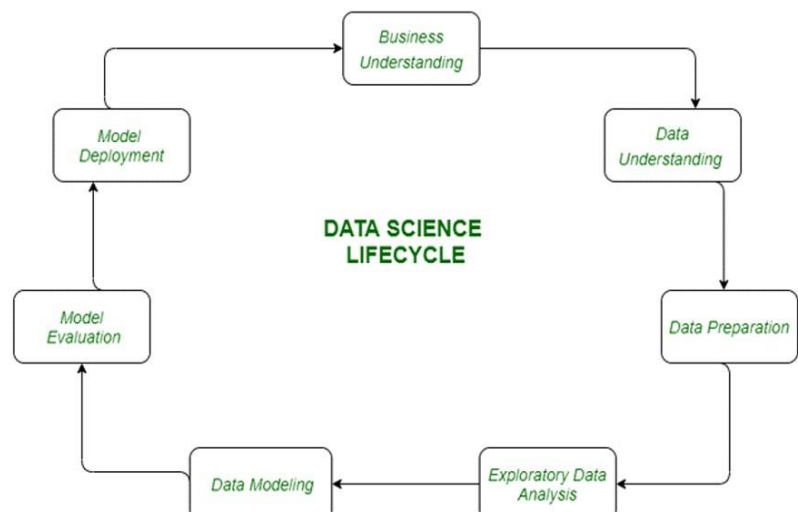 Business
Understanding
Data
Understanding
Data Preparation
Exploratory Data
Analysis
Data Modeling
Model
Evaluation
Model
Deployment
DATA SCIENCE
LIFECYCLE